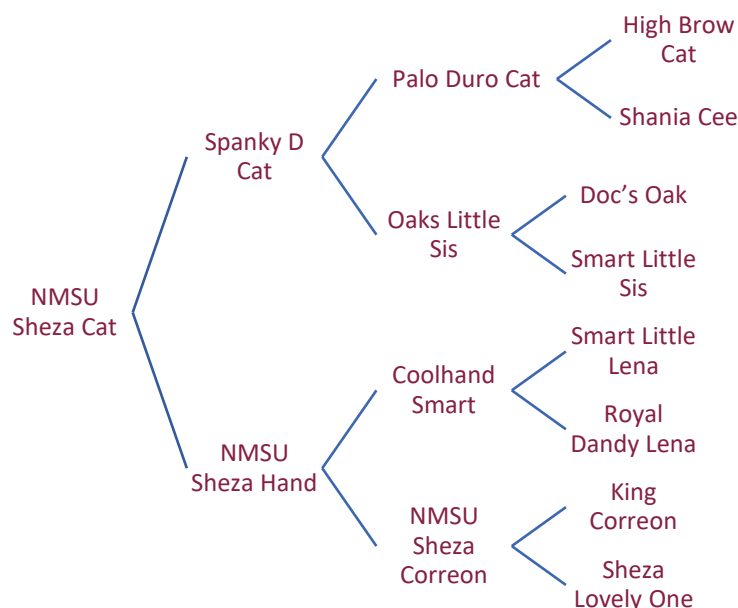 High Brow
Cat
Palo Duro Cat
Shania Cee
Spanky D
Cat
Doc’s Oak
Oaks Little
Sis
Smart Little
Sis
NMSU
Sheza Cat
Smart Little
Lena
Coolhand
Smart
Royal
Dandy Lena
NMSU
Sheza Hand
King
Correon
NMSU
Sheza
Correon
Sheza
Lovely One